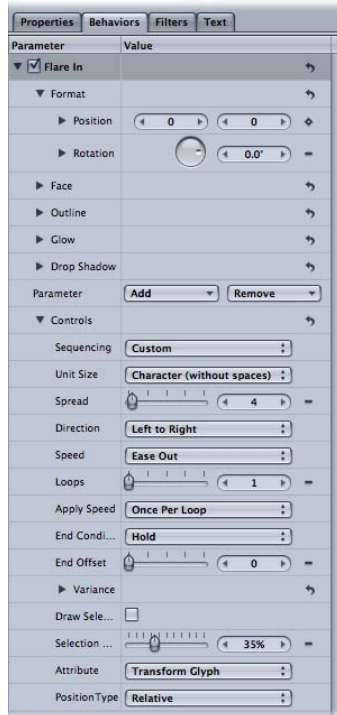 Properties Behaviors Filters Text
Parameter Value
Flare In
Format
Position 0 0
Rotation 0.0°
Face
Outline
Glow
Drop Shadow
Parameter Add Remove
Controls
Sequencing Custom
Unit Size Character (without spaces)
Spread 4
Direction Left to Right
Speed Ease Out
Loops 1
Apply Speed Once Per Loop
End Condi... Hold
End Offset 0
Variance
Draw Sele...
Selection ... 35%
Attribute Transform Glyph
PositionType Relative